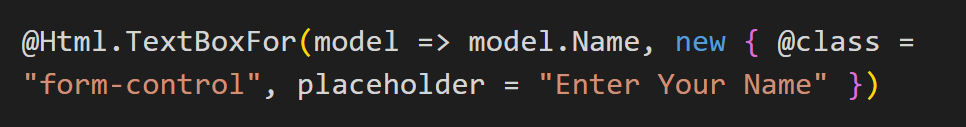 @Html.TextBoxFor(model => model.Name, new { @class =
"form-control", placeholder = "Enter Your Name" })